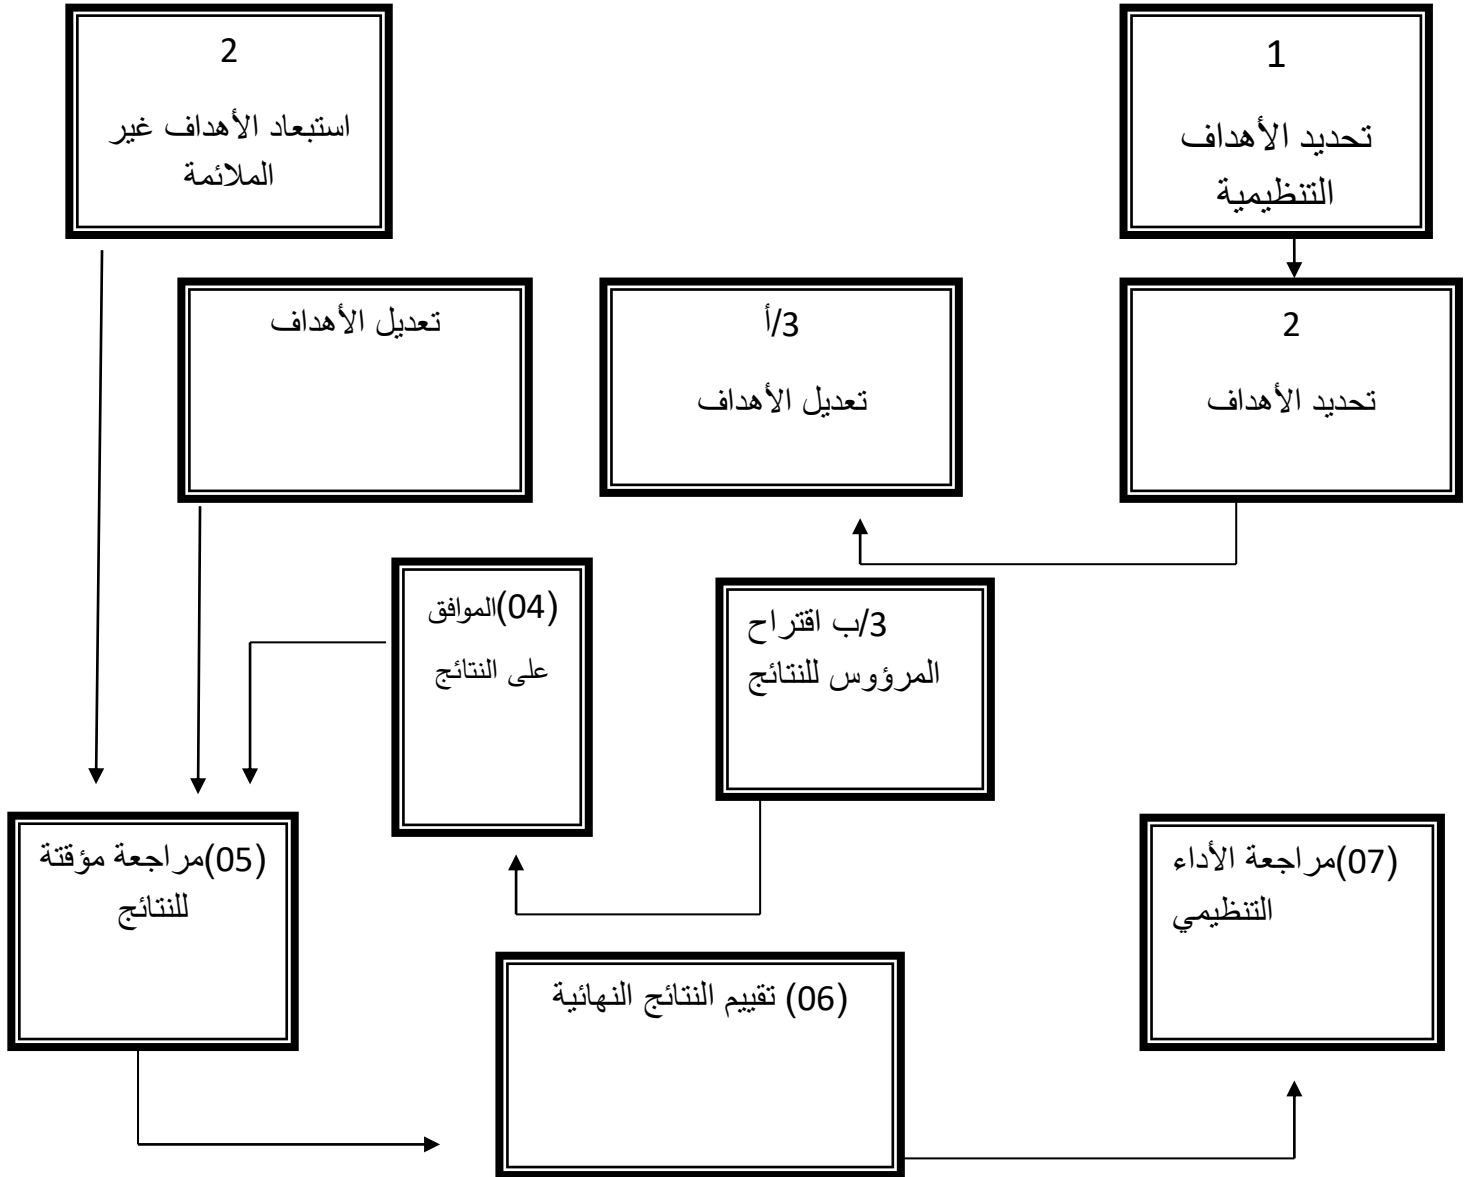 1
تحديد الأهداف
التنظيمية
2
استبعاد الأهداف غير
الملائمة
2
تحديد الأهداف
3/أ
تعديل الأهداف
تعديل الأهداف
3/ب اقتراح
المرؤوس للنتائج
(04)الموافق
على النتائج
(05)مراجعة مؤقتة
للنتائج
(06) تقييم النتائج النهائية
(07)مراجعة الأداء
التنظيمي